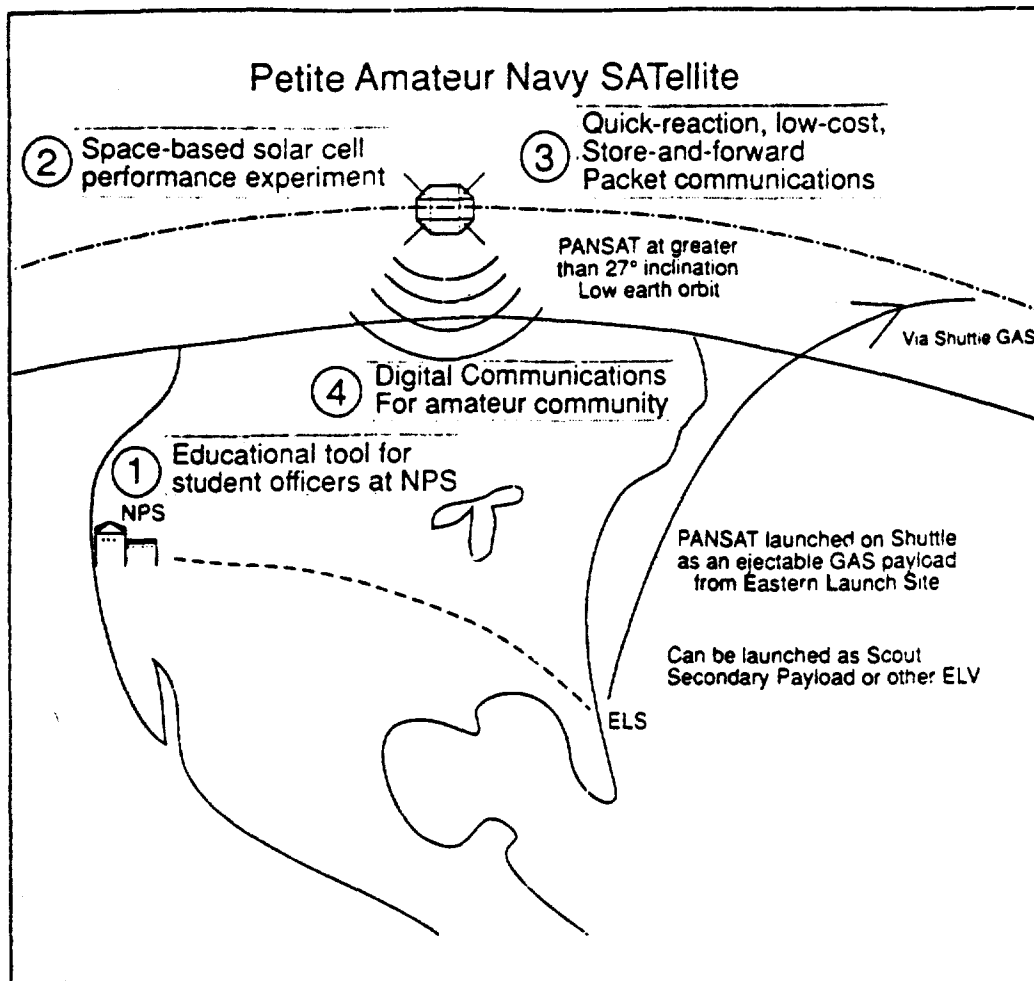 Petite Amateur Navy SATellite
② Space-based solar cell
performance experiment
③ Quick-reaction, low-cost,
Store-and-forward
Packet communications
PANSAT at greater
than 27° inclination
Low earth orbit
Via Shuttle GAS
④ Digital Communications
For amateur community
① Educational tool for
student officers at NPS
NPS
PANSAT launched on Shuttle
as an ejectable GAS payload
from Eastern Launch Site
Can be launched as Scout
Secondary Payload or other ELV
ELS